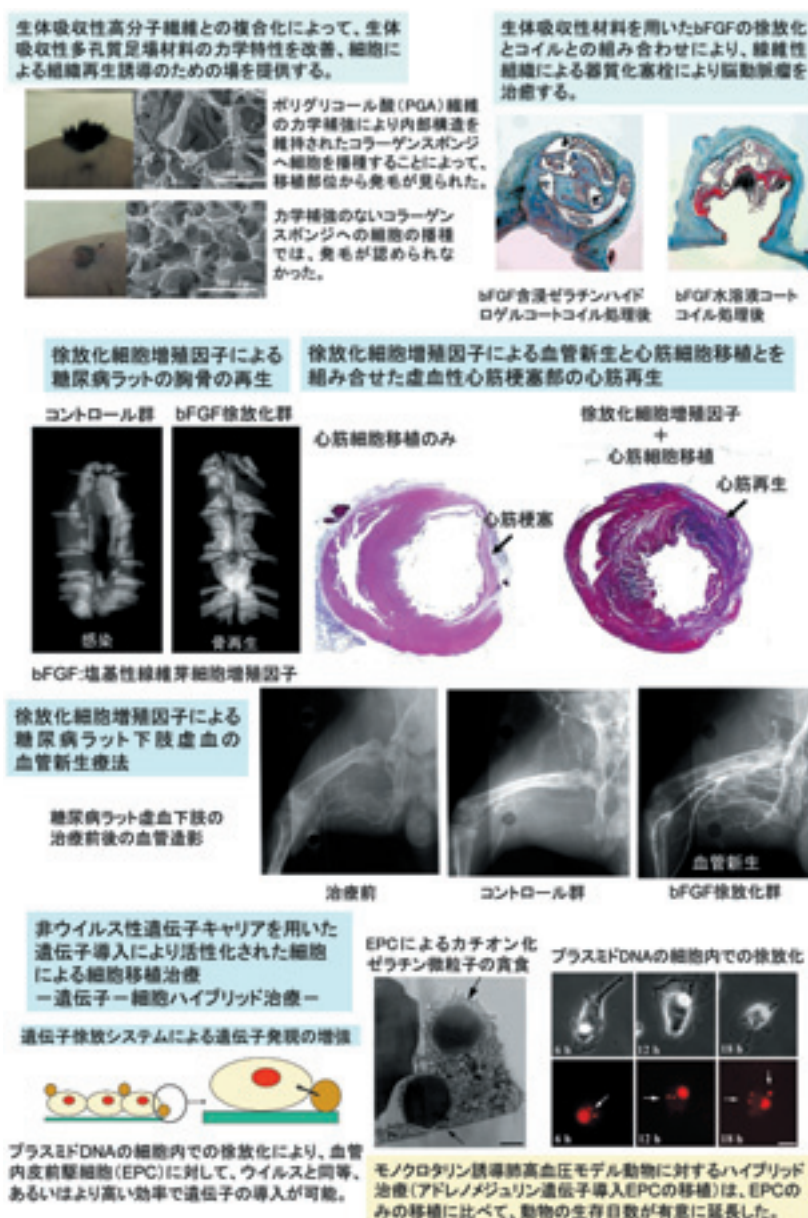 生体吸収性高分子繊維との複合化によって、生体
吸収性多孔質足場材料の力学特性を改善、細胞に
よる組織再生誘導のための場を提供する。
ポリグリコール酸(PGA)繊維
の力学補強により内部構造を
維持されたコラーゲンスポンジ
へ細胞を播種することによって、
移植部位から発毛が見られた。
力学補強のないコラーゲン
スポンジへの細胞の播種
では、発毛が認められな
かった。
生体吸収性材料を用いたbFGFの徐放化
とコイルとの組み合わせにより、線維性
組織による器質化塞栓により脳動脈瘤を
治癒する。
bFGF含浸ゼラチンハイド
ロゲルコートコイル処理後
bFGF水溶液コート
コイル処理後
徐放化細胞増殖因子による
糖尿病ラットの胸骨の再生
コントロール群
bFGF徐放化群
感染
骨再生
bFGF:塩基性線維芽細胞増殖因子
徐放化細胞増殖因子による血管新生と心筋細胞移植とを
組み合せた虚血性心筋梗塞部の心筋再生
心筋細胞移植のみ
心筋梗塞
徐放化細胞増殖因子
+
心筋細胞移植
心筋再生
徐放化細胞増殖因子による
糖尿病ラット下肢虚血の
血管新生療法
糖尿病ラット虚血下肢の
治療前後の血管造影
血管新生
治療前
コントロール群
bFGF徐放化群
非ウイルス性遺伝子キャリアを用いた
遺伝子導入により活性化された細胞
による細胞移植治療
－遺伝子－細胞ハイブリッド治療－
遺伝子徐放システムによる遺伝子発現の増強
プラスミドDNAの細胞内での徐放化により、血管
内皮前駆細胞(EPC)に対して、ウイルスと同等、
あるいはより高い効率で遺伝子の導入が可能。
EPCによるカチオン化
ゼラチン微粒子の貪食
プラスミドDNAの細胞内での徐放化
6 h
12 h
18 h
6 h
12 h
18 h
モノクロタリン誘導肺高血圧モデル動物に対するハイブリッド
治療(アドレノメジュリン遺伝子導入EPCの移植)は、EPCの
みの移植に比べて、動物の生存日数が有意に延長した。